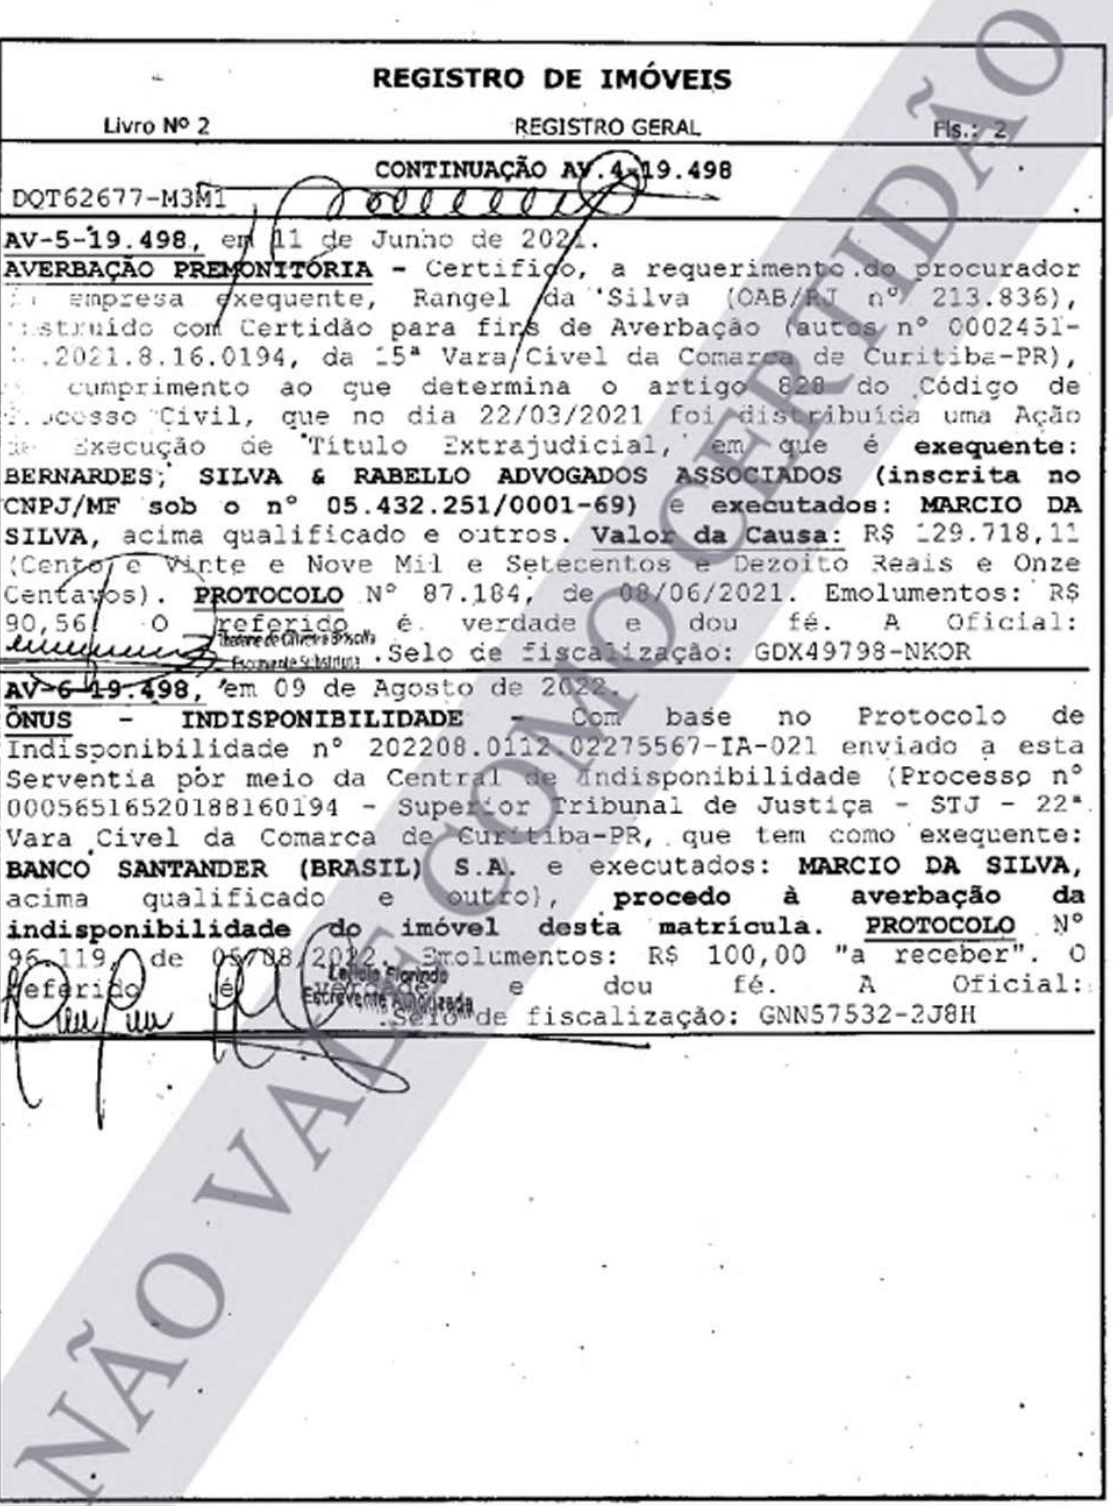 REGISTRO DE IMÓVEIS
Livro Nº 2 REGISTRO GERAL Fls.: 2
CONTINUAÇÃO AV.4-19.498
DQT62677-M3M1
AV-5-19.498, em 11 de Junho de 2021.
AVERBAÇÃO PREMONITÓRIA - Certifico, a requerimento do procurador
empresa exequente, Rangel da Silva (OAB/RJ nº 213.836),
com Certidão para fins de Averbação (autos nº 0002451-
.2021.8.16.0194, da 15ª Vara Cível da Comarca de Curitiba-PR),
cumprimento ao que determina o artigo 828 do Código de
Civil, que no dia 22/03/2021 foi distribuída uma Ação
Execução de Título Extrajudicial, em que é exequente:
BERNARDES, SILVA & RABELLO ADVOGADOS ASSOCIADOS (inscrita no
CNPJ/MF sob o nº 05.432.251/0001-69) e executados: MARCIO DA
SILVA, acima qualificado e outros. Valor da Causa: R$ 129.718,11
(Cento e Vinte e Nove Mil e Setecentos e Dezoito Reais e Onze
Centavos). PROTOCOLO Nº 87.184, de 08/06/2021. Emolumentos: R$
90,56. O referido é verdade e dou fé. A Oficial:
Escrevente Substituta
.Selo de fiscalização: GDX49798-NKOR
AV-6-19.498, em 09 de Agosto de 2022.
ÔNUS - INDISPONIBILIDADE - Com base no Protocolo de
Indisponibilidade nº 202208.0112.02275567-IA-021 enviado a esta
Serventia por meio da Central de Indisponibilidade (Processo nº
00056516520188160194 - Superior Tribunal de Justiça - STJ - 22ª
Vara Cível da Comarca de Curitiba-PR, que tem como exequente:
BANCO SANTANDER (BRASIL) S.A. e executados: MARCIO DA SILVA,
acima qualificado e outro), procedo à averbação da
indisponibilidade do imóvel desta matrícula. PROTOCOLO Nº
96.119, de 05/08/2022. Emolumentos: R$ 100,00 "a receber". O
referido é verdade e dou fé. A Oficial:
Florindo
Escrevente Autorizada
.Selo de fiscalização: GNN57532-2J8H
NÃO VALE COMO CERTIDÃO